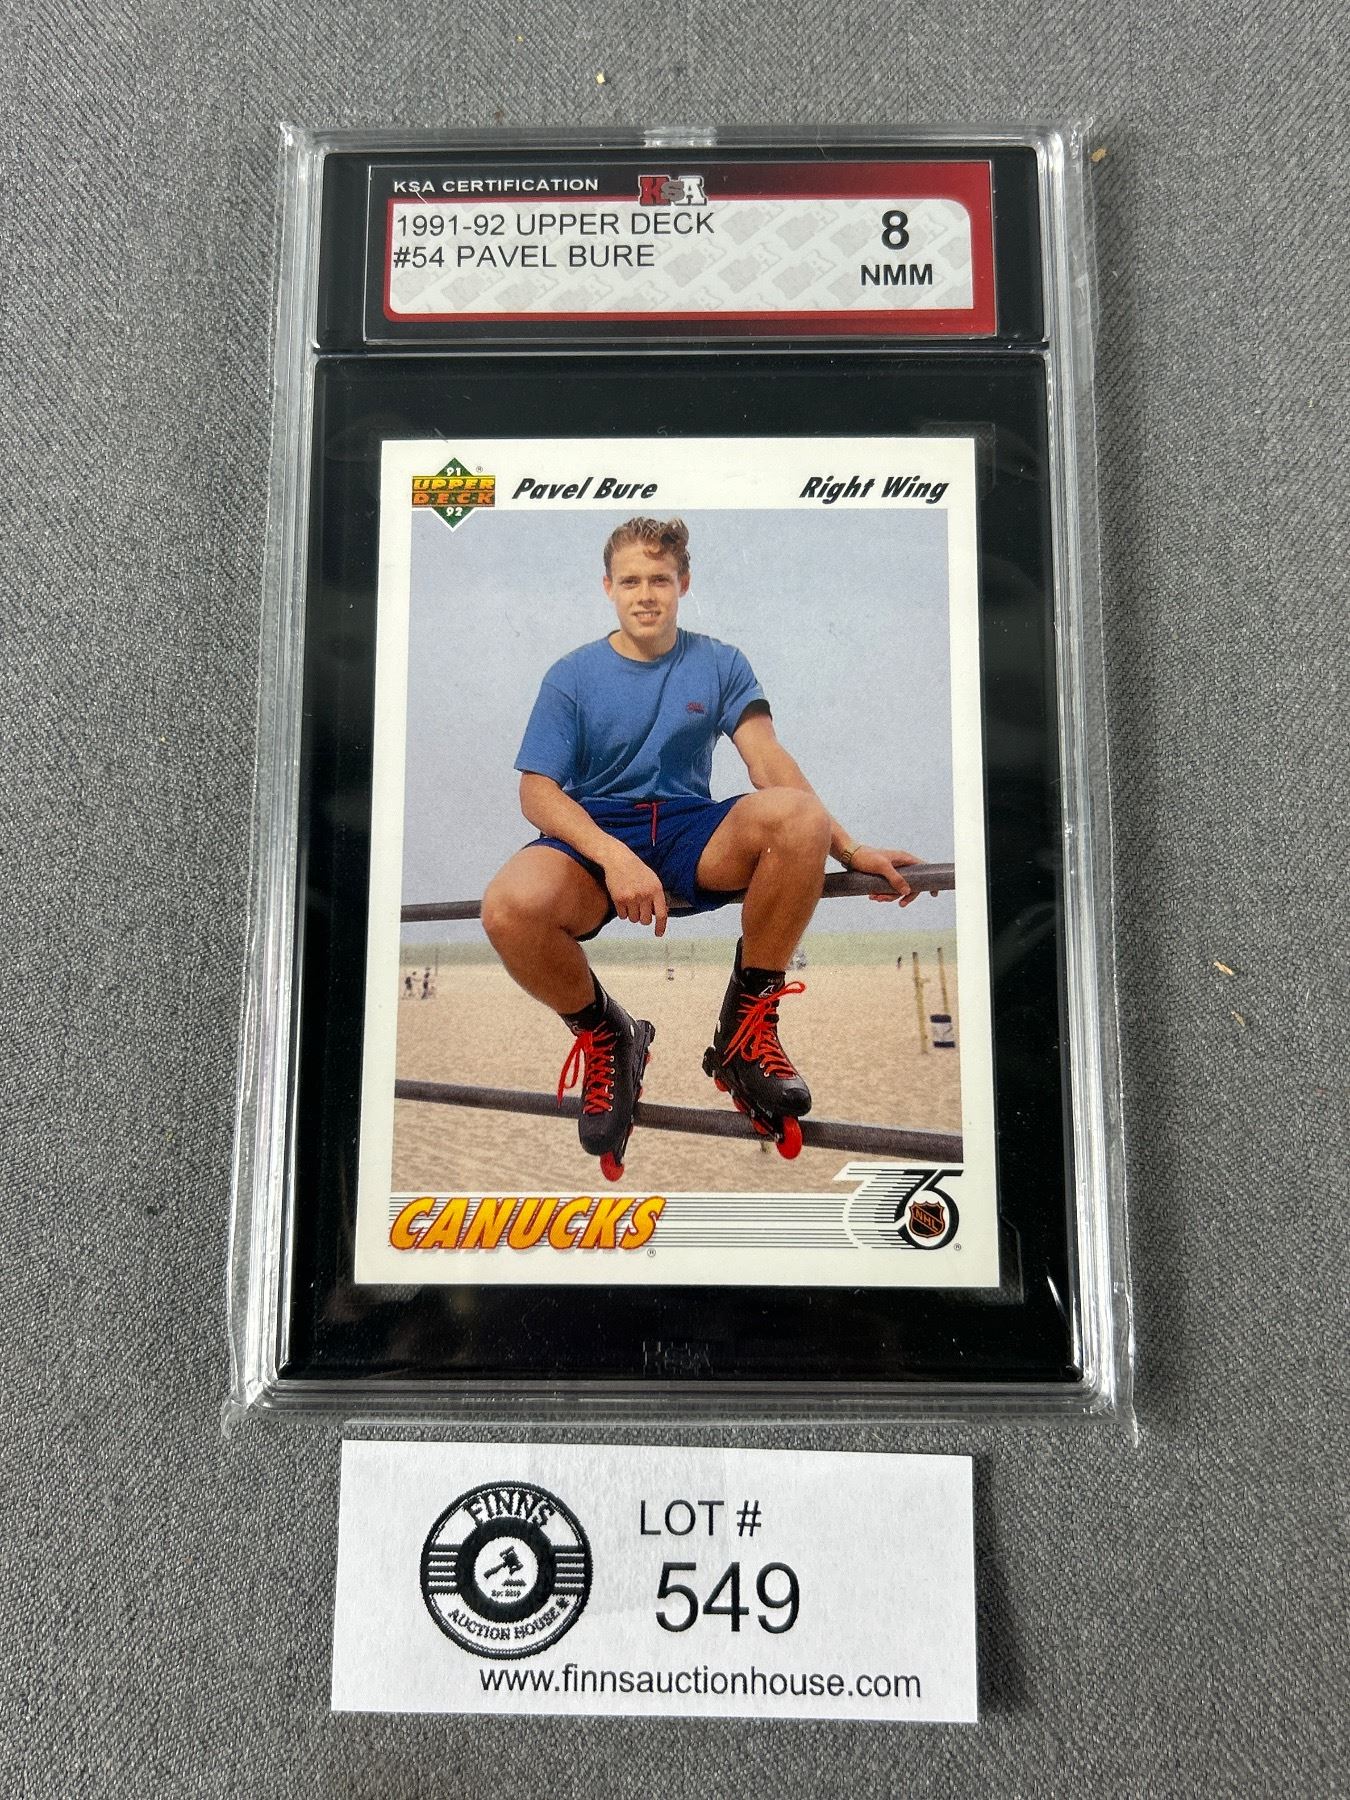 KSA CERTIFICATION KSA
1991-92 UPPER DECK 8
#54 PAVEL BURE NMM
91 ®
UPPER Pavel Bure Right Wing
DECK
92
75
CANUCKS® NHL ®
KSA
FINNS
AUCTION HOUSE
LOT #
549
www.finnsauctionhouse.com